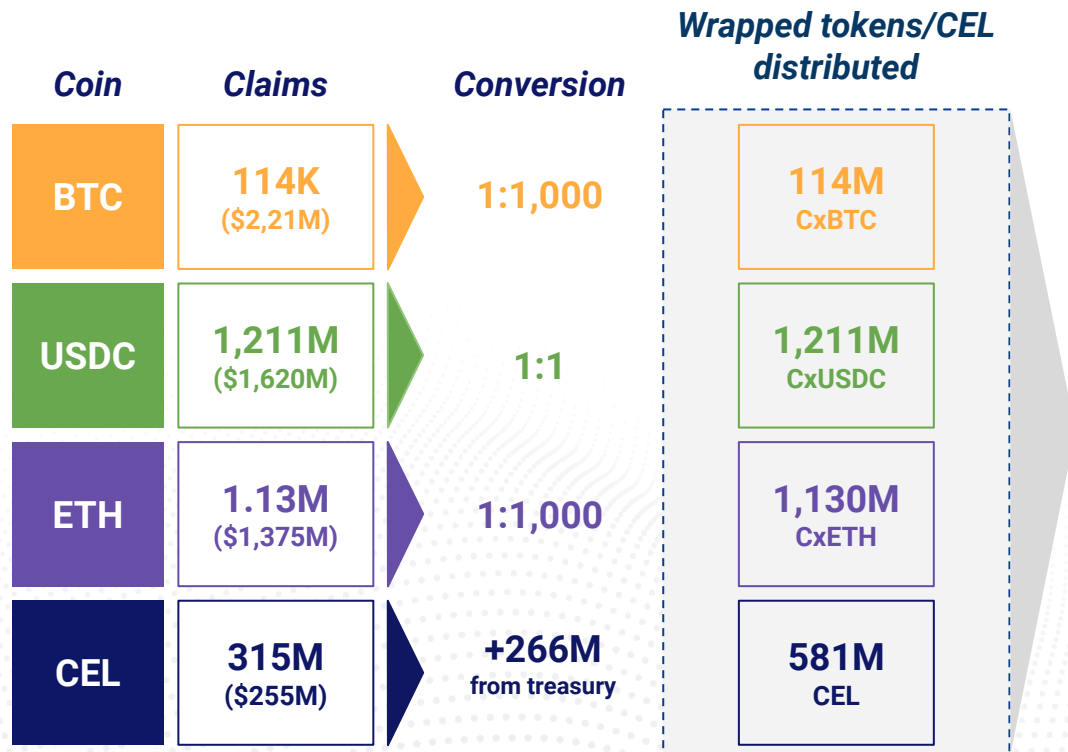 Wrapped tokens/CEL
distributed
Coin Claims Conversion
BTC 114K 1:1,000 114M
($2,21M) CxBTC
USDC 1,211M 1:1 1,211M
($1,620M) CxUSDC
ETH 1.13M 1:1,000 1,130M
($1,375M) CxETH
CEL 315M +266M 581M
($255M) from treasury CEL